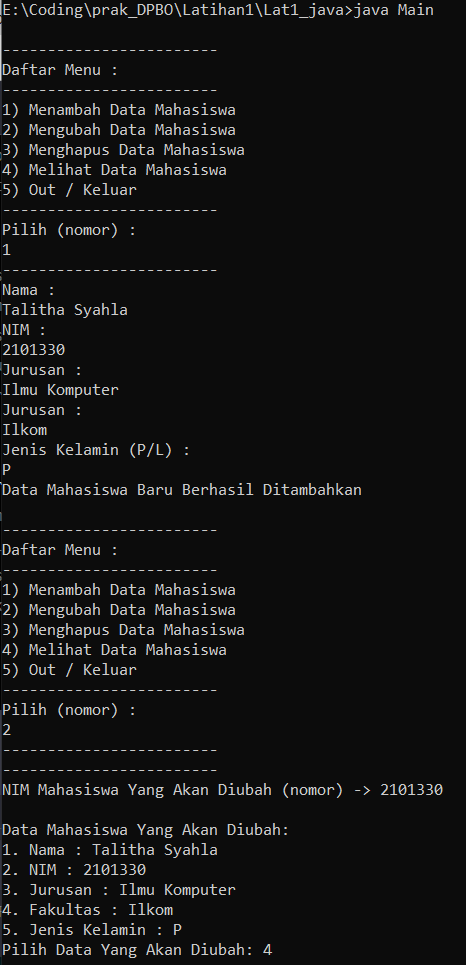 E:\Coding\prak_DPBO\Latihan1\Lat1_java>java Main
------------------------
Daftar Menu :
------------------------
1) Menambah Data Mahasiswa
2) Mengubah Data Mahasiswa
3) Menghapus Data Mahasiswa
4) Melihat Data Mahasiswa
5) Out / Keluar
------------------------
Pilih (nomor) :
1
------------------------
Nama :
Talitha Syahla
NIM :
2101330
Jurusan :
Ilmu Komputer
Jurusan :
Ilkom
Jenis Kelamin (P/L) :
P
Data Mahasiswa Baru Berhasil Ditambahkan
------------------------
Daftar Menu :
------------------------
1) Menambah Data Mahasiswa
2) Mengubah Data Mahasiswa
3) Menghapus Data Mahasiswa
4) Melihat Data Mahasiswa
5) Out / Keluar
------------------------
Pilih (nomor) :
2
------------------------
------------------------
NIM Mahasiswa Yang Akan Diubah (nomor) -> 2101330
Data Mahasiswa Yang Akan Diubah:
1. Nama : Talitha Syahla
2. NIM : 2101330
3. Jurusan : Ilmu Komputer
4. Fakultas : Ilkom
5. Jenis Kelamin : P
Pilih Data Yang Akan Diubah: 4